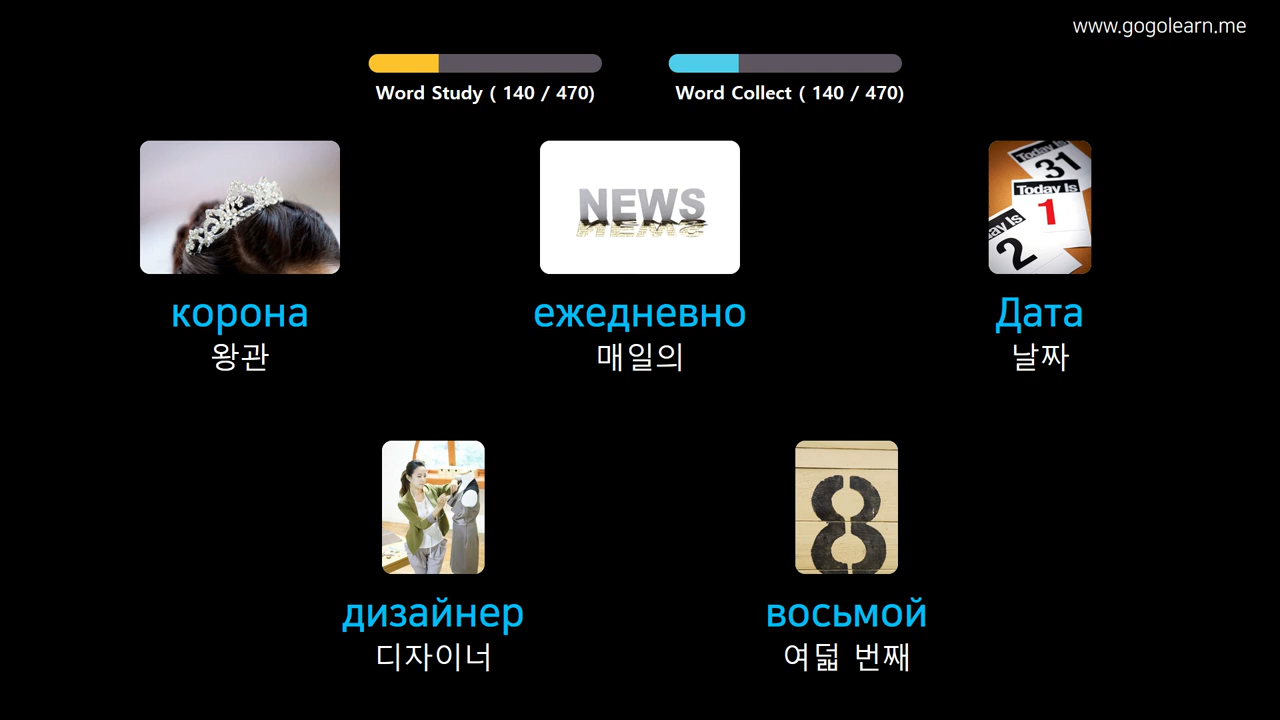 www.gogolearn.me
Word Study ( 140 / 470)
Word Collect ( 140 / 470)
NEWS
Today Is
31
Today Is
1
ay Is
2
корона
왕관
ежедневно
매일의
Дата
날짜
8
дизайнер
디자이너
восьмой
여덟 번째